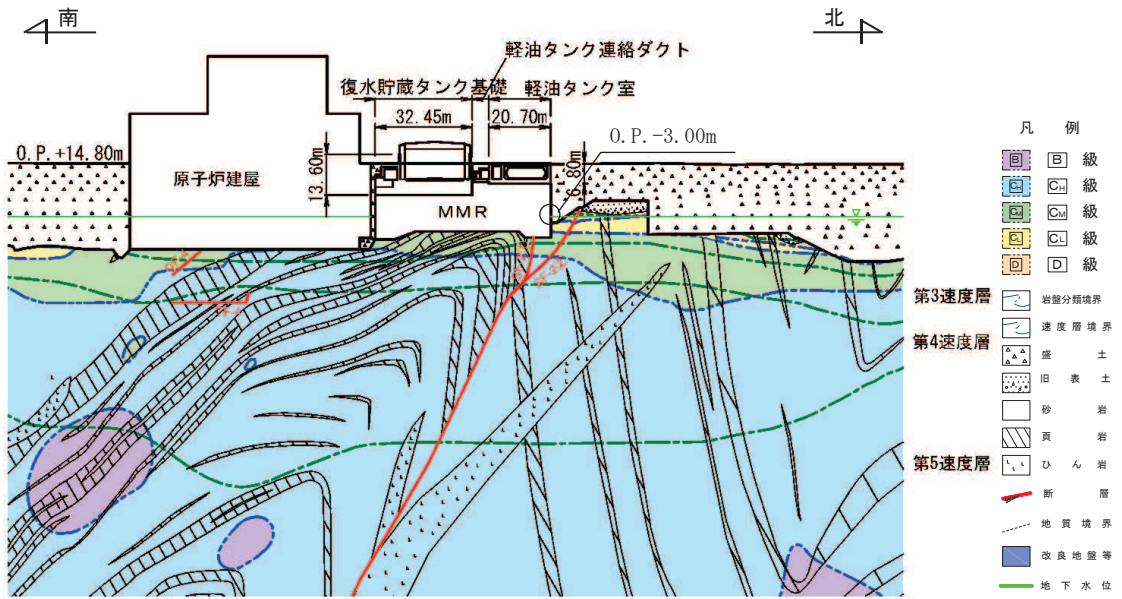 南
北
軽油タンク連絡ダクト
復水貯蔵タンク基礎
軽油タンク室
32.45m
20.70m
O.P.-3.00m
O.P.+14.80m
13.60m
6.80m
原子炉建屋
MMR
第3速度層
第4速度層
第5速度層
凡 例
B B 級
CH CH 級
CM CM 級
CL CL 級
D D 級
岩盤分類境界
速度層境界
盛 土
旧 表 土
砂 岩
頁 岩
ひ ん 岩
断 層
地 質 境 界
改 良 地 盤 等
地 下 水 位